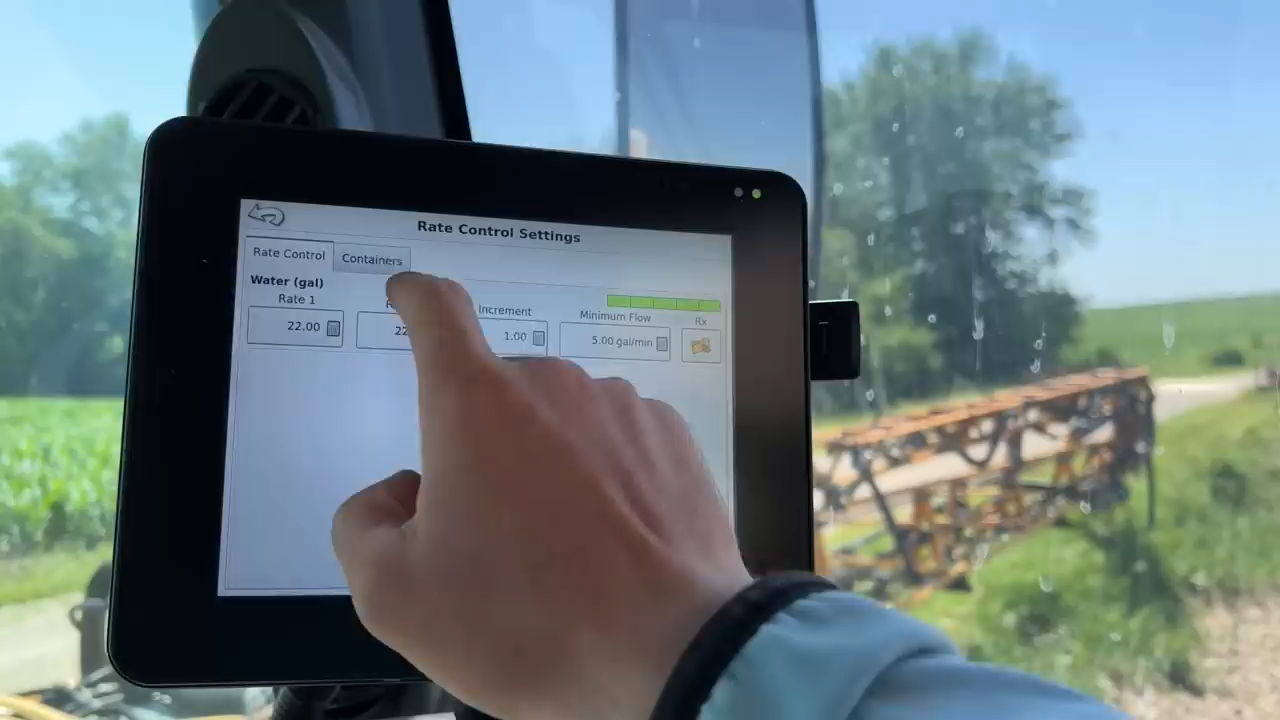 Rate Control Settings
Rate Control Containers
Water (gal)
Rate 1 Increment Minimum Flow Rx
22.00 22 1.00 5.00 gal/min